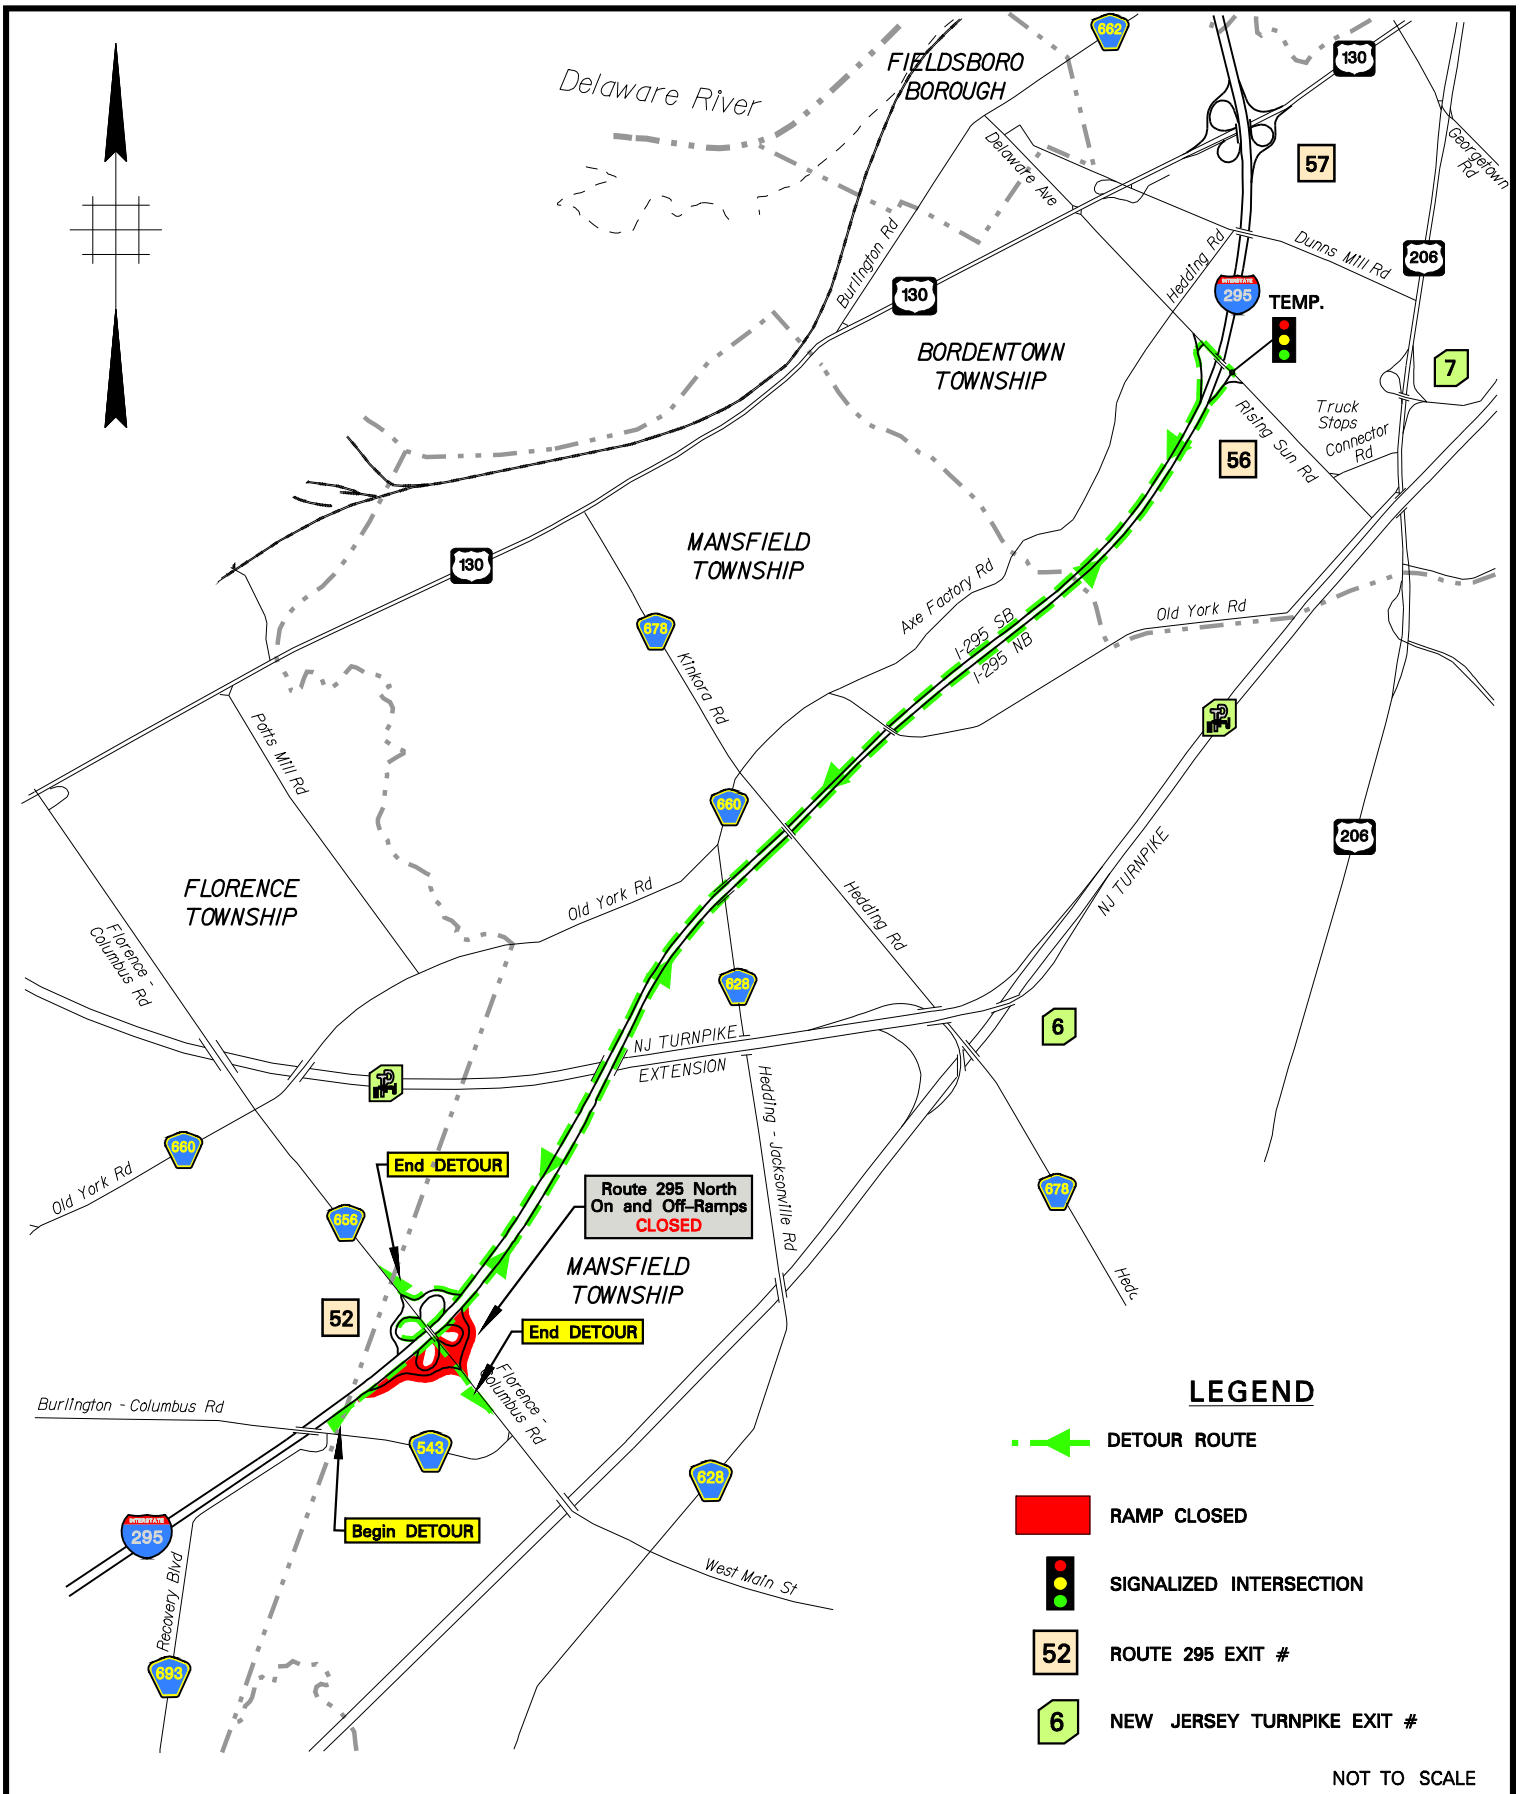 662
FIELDSBORO
BOROUGH
130
Delaware River
Georgetown
Rd
57
Delaware Ave
Burlington Rd
Hedding Rd
Dunns Mill Rd
206
130
INTERSTATE
295
TEMP.
BORDENTOWN
TOWNSHIP
7
Rising Sun Rd
Truck
Stops
Connector
Rd
56
MANSFIELD
TOWNSHIP
130
Axe Factory Rd
Old York Rd
678
I-295 SB
I-295 NB
Kinkora Rd
Potts Mill Rd
660
206
NJ TURNPIKE
FLORENCE
TOWNSHIP
Old York Rd
Hedding Rd
Florence -
Columbus Rd
628
6
NJ TURNPIKE
EXTENSION
Hedding - Jacksonville Rd
660
Old York Rd
End DETOUR
Route 295 North
On and Off-Ramps
CLOSED
678
656
MANSFIELD
TOWNSHIP
Hedc
52
End DETOUR
Florence -
Columbus Rd
Burlington - Columbus Rd
543
628
LEGEND
DETOUR ROUTE
Begin DETOUR
INTERSTATE
295
RAMP CLOSED
Recovery Blvd
West Main St
SIGNALIZED INTERSECTION
693
52
ROUTE 295 EXIT #
6
NEW JERSEY TURNPIKE EXIT #
NOT TO SCALE